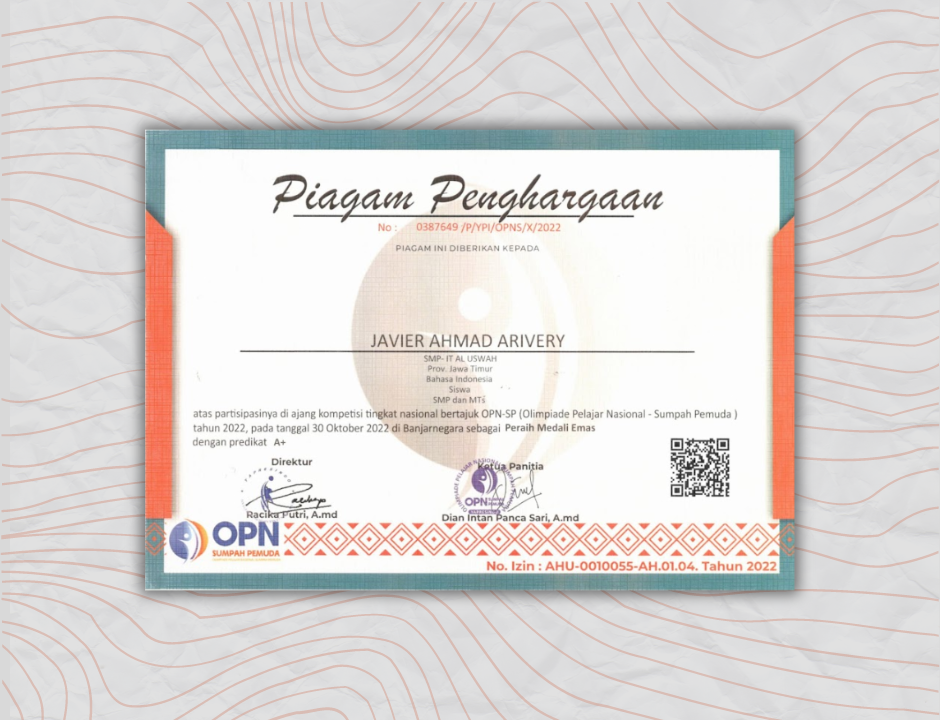 Piagam Penghargaan
No : 0387649 /P/YPI/OPNS/X/2022
PIAGAM INI DIBERIKAN KEPADA
JAVIER AHMAD ARIVERY
SMP- IT AL USWAH
Prov. Jawa Timur
Bahasa Indonesia
Siswa
SMP dan MTs
atas partisipasinya di ajang kompetisi tingkat nasional bertajuk OPN-SP (Olimpiade Pelajar Nasional - Sumpah Pemuda )
tahun 2022, pada tanggal 30 Oktober 2022 di Banjarnegara sebagai Peraih Medali Emas
dengan predikat A+
Direktur
Ketua Panitia
OPN
Racika Putri, A.md
Dian Intan Panca Sari, A.md
OPN
SUMPAH PEMUDA
No. Izin : AHU-0010055-AH.01.04. Tahun 2022